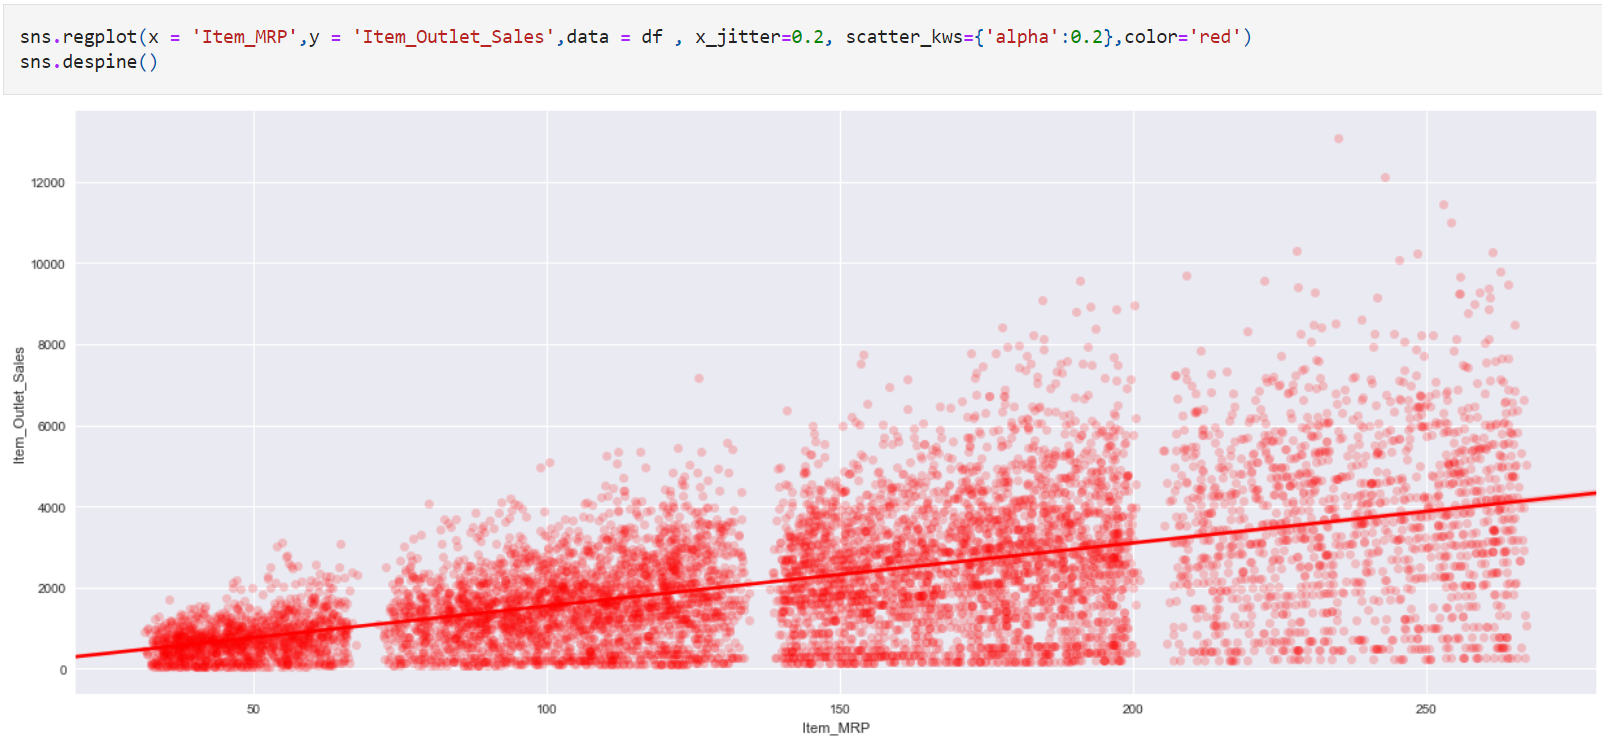 sns.regplot(x = 'Item_MRP',y = 'Item_Outlet_Sales',data = df , x_jitter=0.2, scatter_kws={'alpha':0.2},color='red')
sns.despine()
12000
10000
8000
6000
4000
2000
0
Item_Outlet_Sales
50 100 150 200 250
Item_MRP